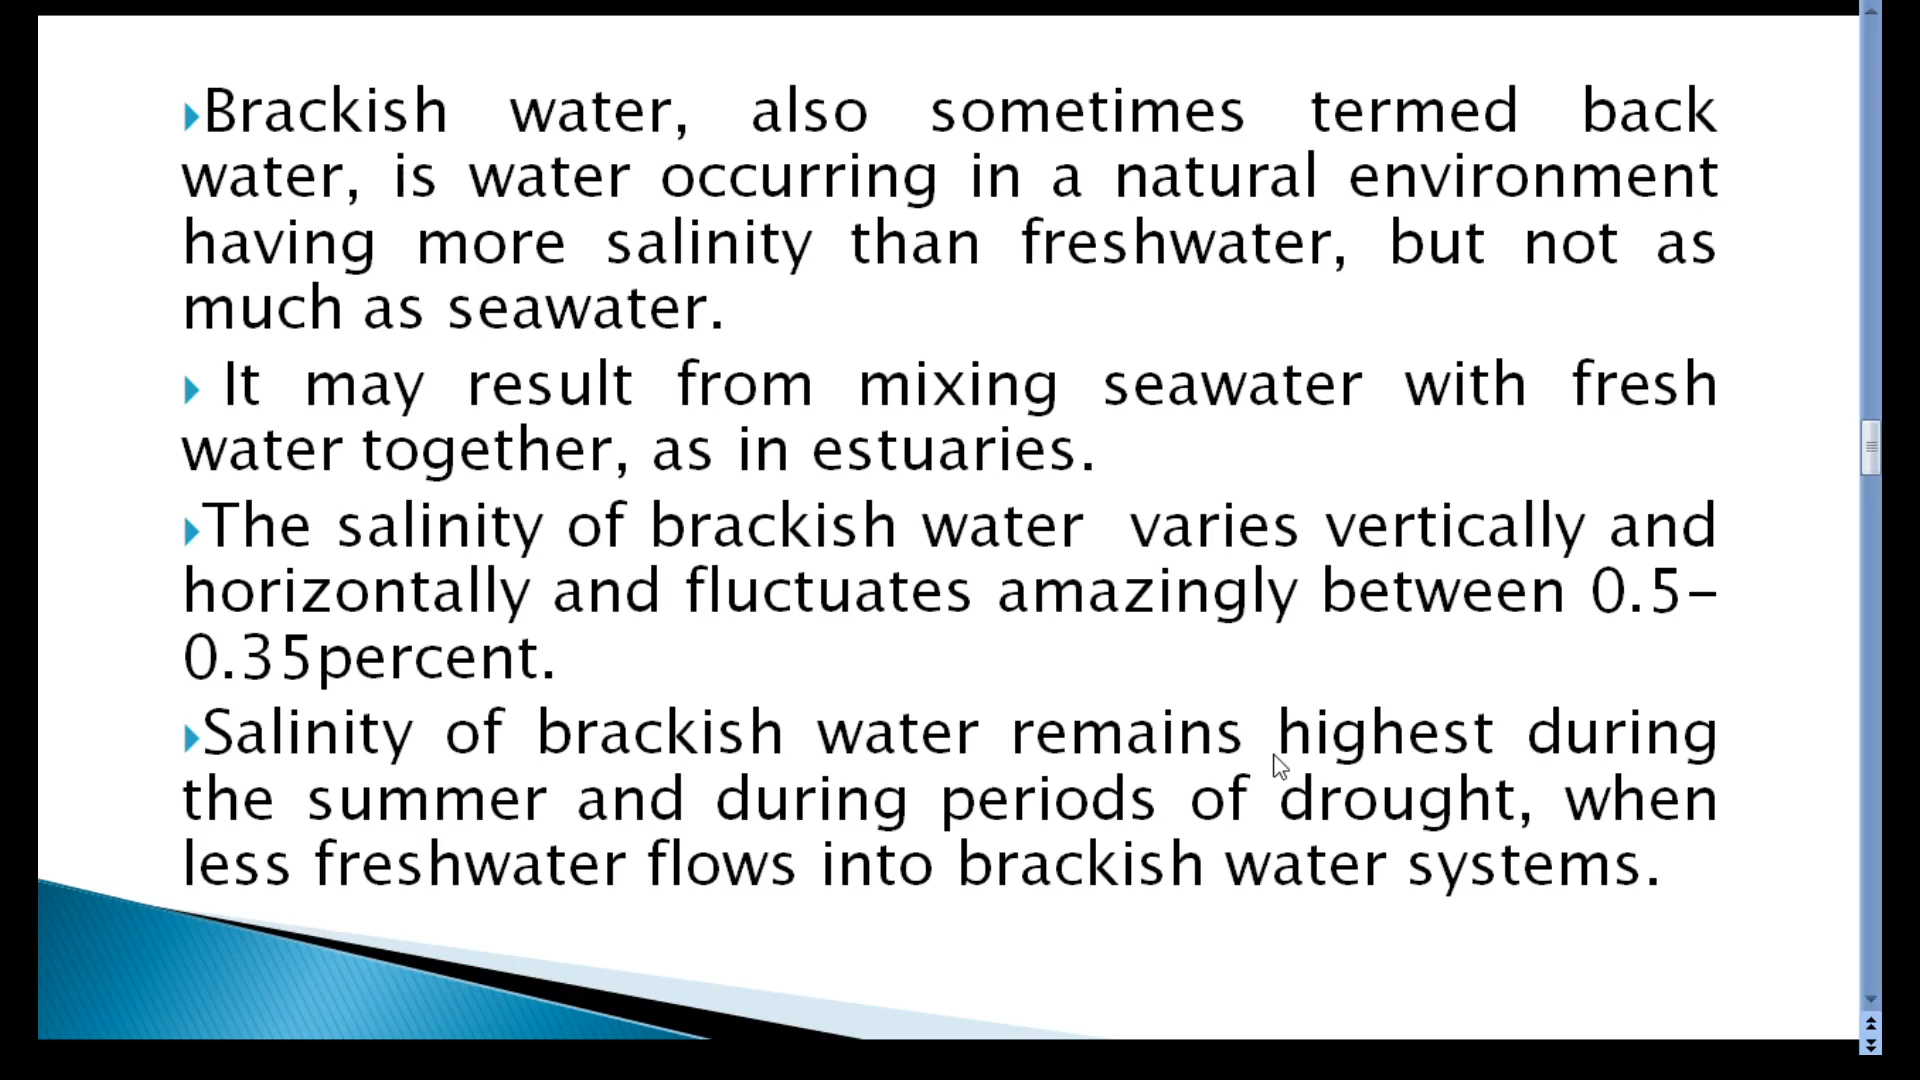 Brackish water, also sometimes termed back
water, is water occurring in a natural environment
having more salinity than freshwater, but not as
much as seawater.
It may result from mixing seawater with fresh
water together, as in estuaries.
The salinity of brackish water varies vertically and
horizontally and fluctuates amazingly between 0.5-
0.35percent.
Salinity of brackish water remains highest during
the summer and during periods of drought, when
less freshwater flows into brackish water systems.